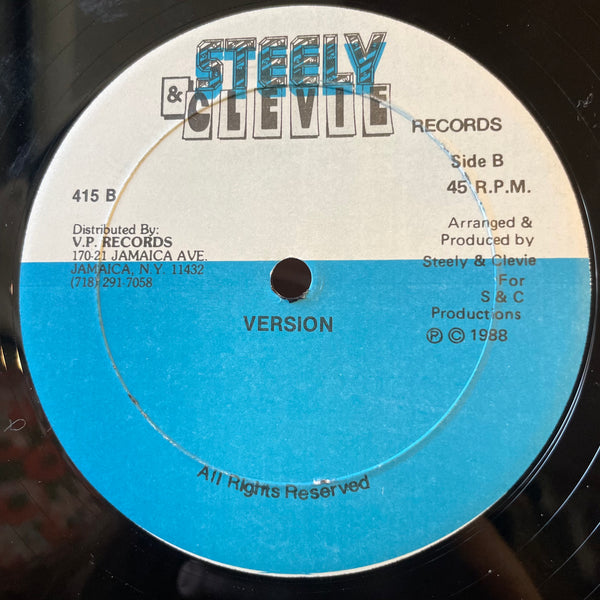 STEELY
& CLEVIE
RECORDS
Side B
45 R.P.M.
415 B
Distributed By:
V.P. RECORDS
170-21 JAMAICA AVE.
JAMAICA, N.Y. 11432
(718) 291-7058
Arranged &
Produced by
Steely & Clevie
For
S & C
Productions
℗ © 1988
VERSION
All Rights Reserved